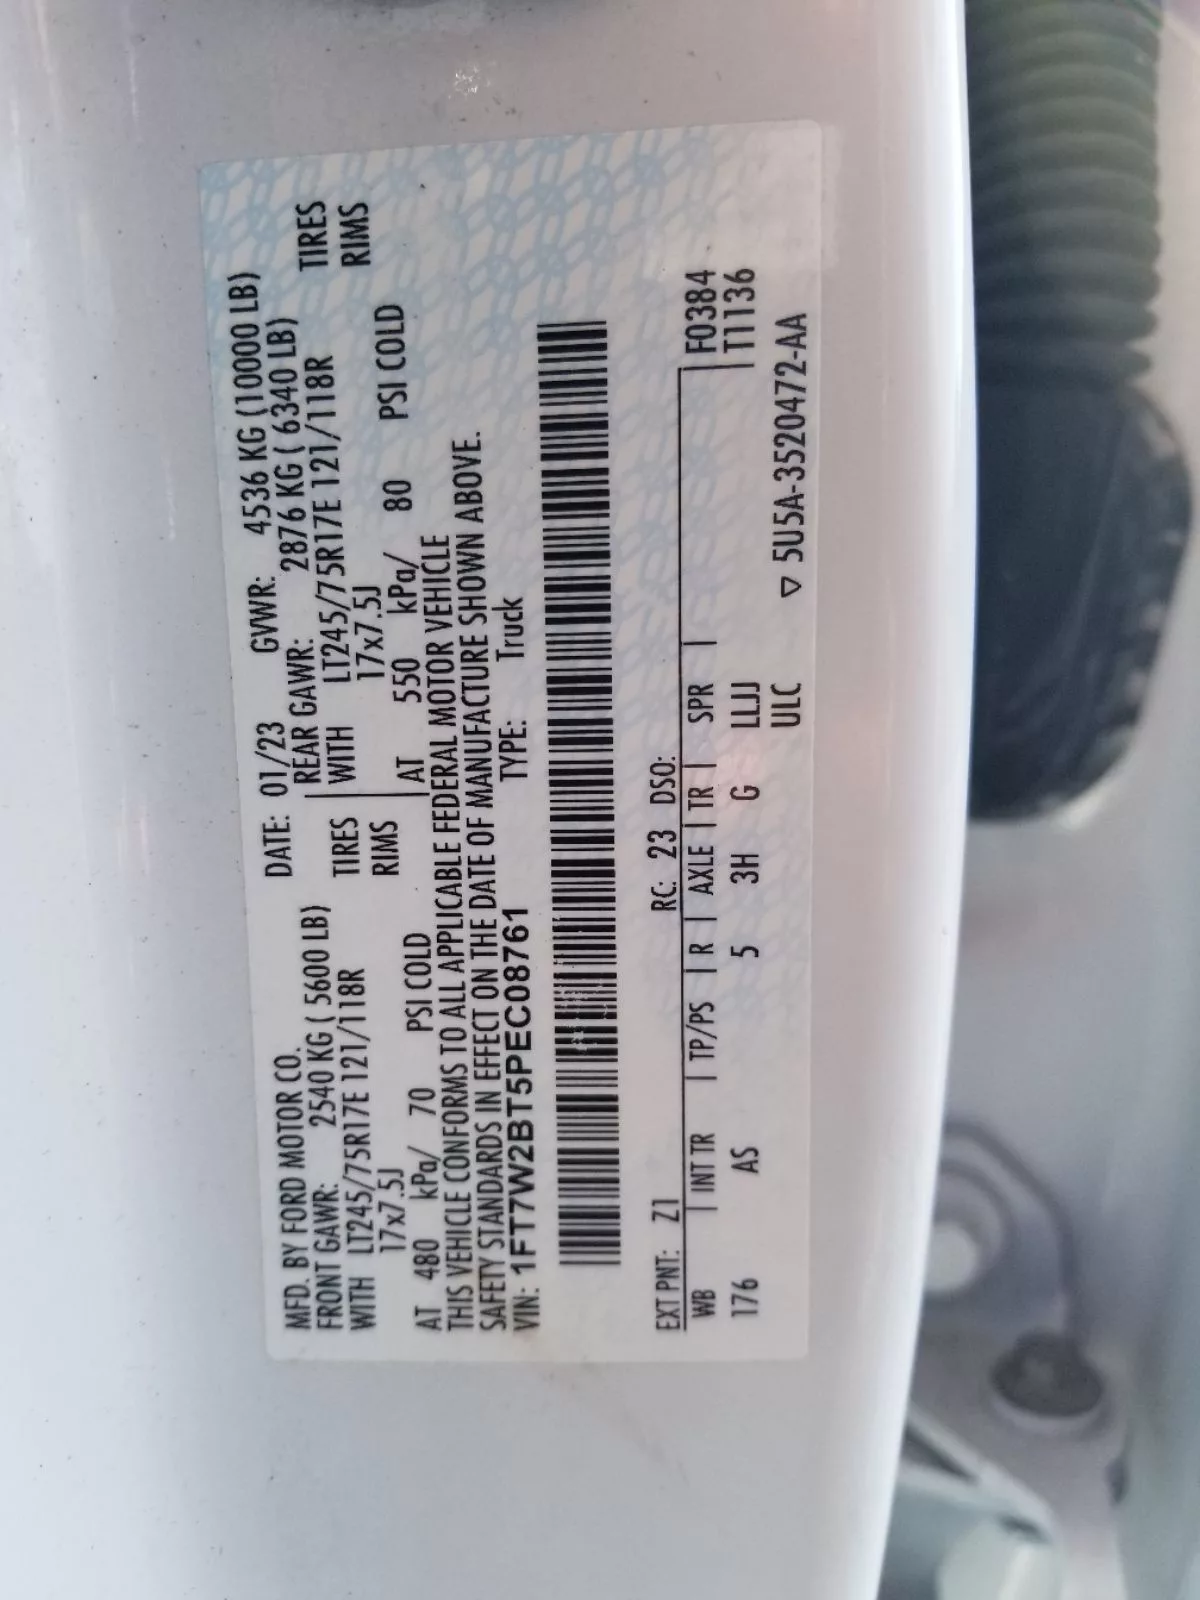 MFD. BY FORD MOTOR CO. DATE: 01/23 GVWR: 4536 KG (10000 LB)
FRONT GAWR: 2540 KG ( 5600 LB) REAR GAWR: 2876 KG ( 6340 LB)
WITH LT245/75R17E 121/118R TIRES WITH LT245/75R17E 121/118R TIRES
17x7.5J RIMS 17x7.5J RIMS
AT 480 kPa/ 70 PSI COLD AT 550 kPa/ 80 PSI COLD
THIS VEHICLE CONFORMS TO ALL APPLICABLE FEDERAL MOTOR VEHICLE
SAFETY STANDARDS IN EFFECT ON THE DATE OF MANUFACTURE SHOWN ABOVE.
VIN: 1FT7W2BT5PEC08761 TYPE: Truck
EXT PNT: Z1 RC: 23 DSO:
WB | INT TR | TP/PS | R | AXLE | TR | SPR | F0384
176 AS 5 3H G LLJJ T1136
ULC ▽ 5U5A-3520472-AA